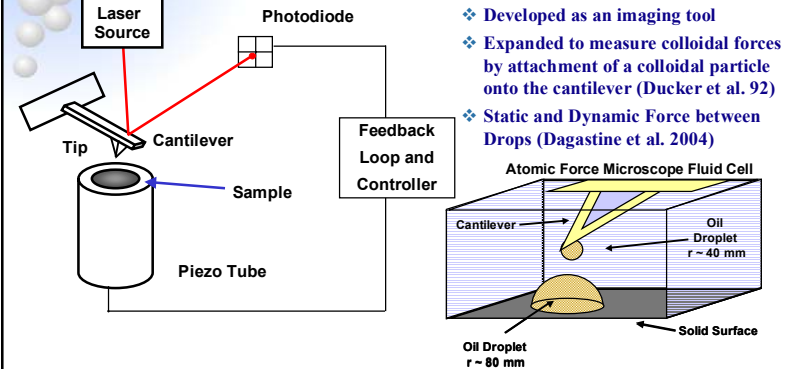 Laser
Source
Photodiode
Tip
Cantilever
Sample
Piezo Tube
Feedback
Loop and
Controller
Developed as an imaging tool
Expanded to measure colloidal forces
by attachment of a colloidal particle
onto the cantilever (Ducker et al. 92)
Static and Dynamic Force between
Drops (Dagastine et al. 2004)
Atomic Force Microscope Fluid Cell
Cantilever
Oil
Droplet
r ~ 40 mm
Solid Surface
Oil Droplet
r ~ 80 mm